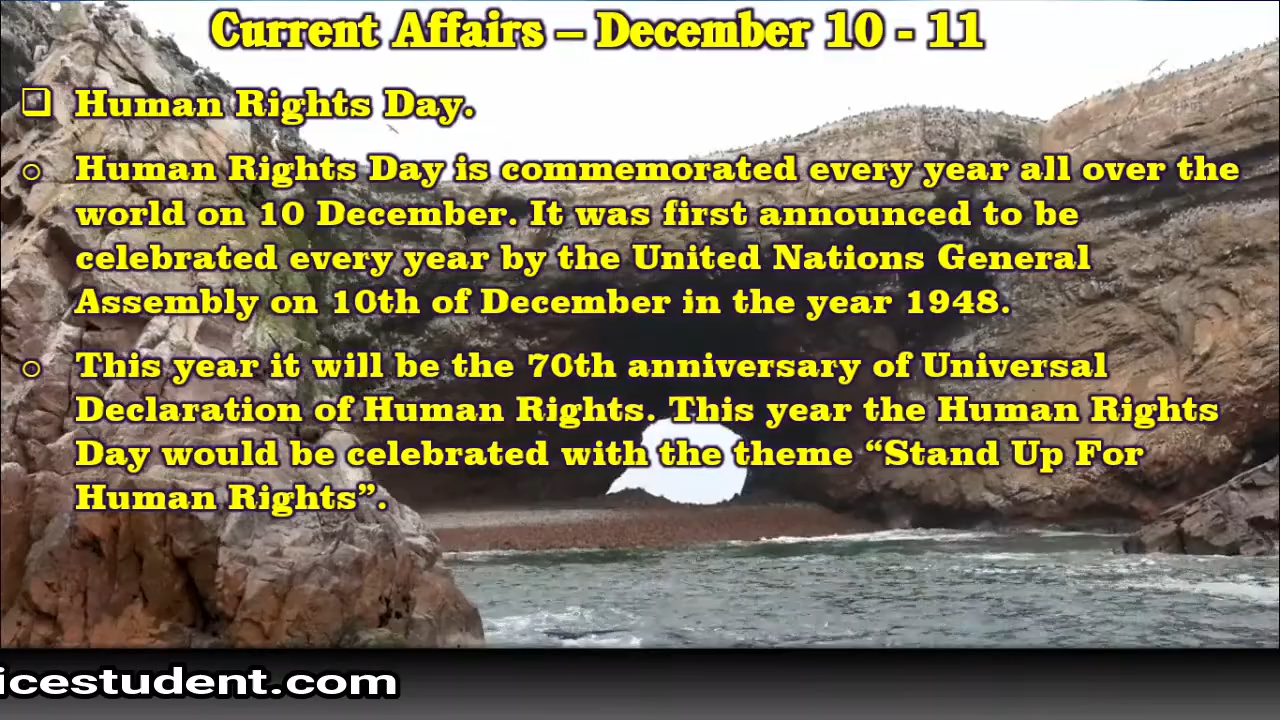 Current Affairs – December 10 - 11
❑ Human Rights Day.
o Human Rights Day is commemorated every year all over the
world on 10 December. It was first announced to be
celebrated every year by the United Nations General
Assembly on 10th of December in the year 1948.
o This year it will be the 70th anniversary of Universal
Declaration of Human Rights. This year the Human Rights
Day would be celebrated with the theme “Stand Up For
Human Rights”.
icestudent.com